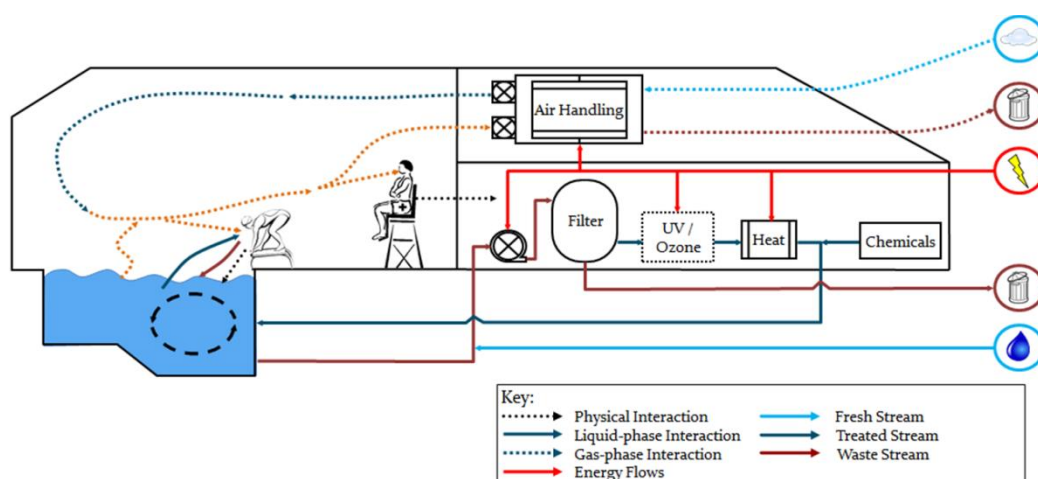 Air Handling
Filter
UV /
Ozone
Heat
Chemicals
Key:
Physical Interaction
Liquid-phase Interaction
Gas-phase Interaction
Energy Flows
Fresh Stream
Treated Stream
Waste Stream